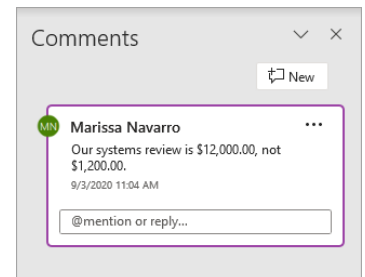 Comments
New
MN
Marissa Navarro
Our systems review is $12,000.00, not
$1,200.00.
9/3/2020 11:04 AM
@mention or reply...